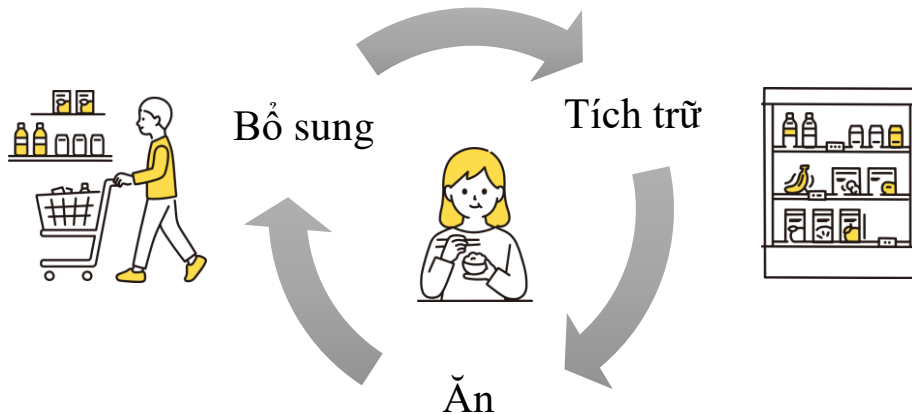 Bổ sung
Tích trữ
Ăn